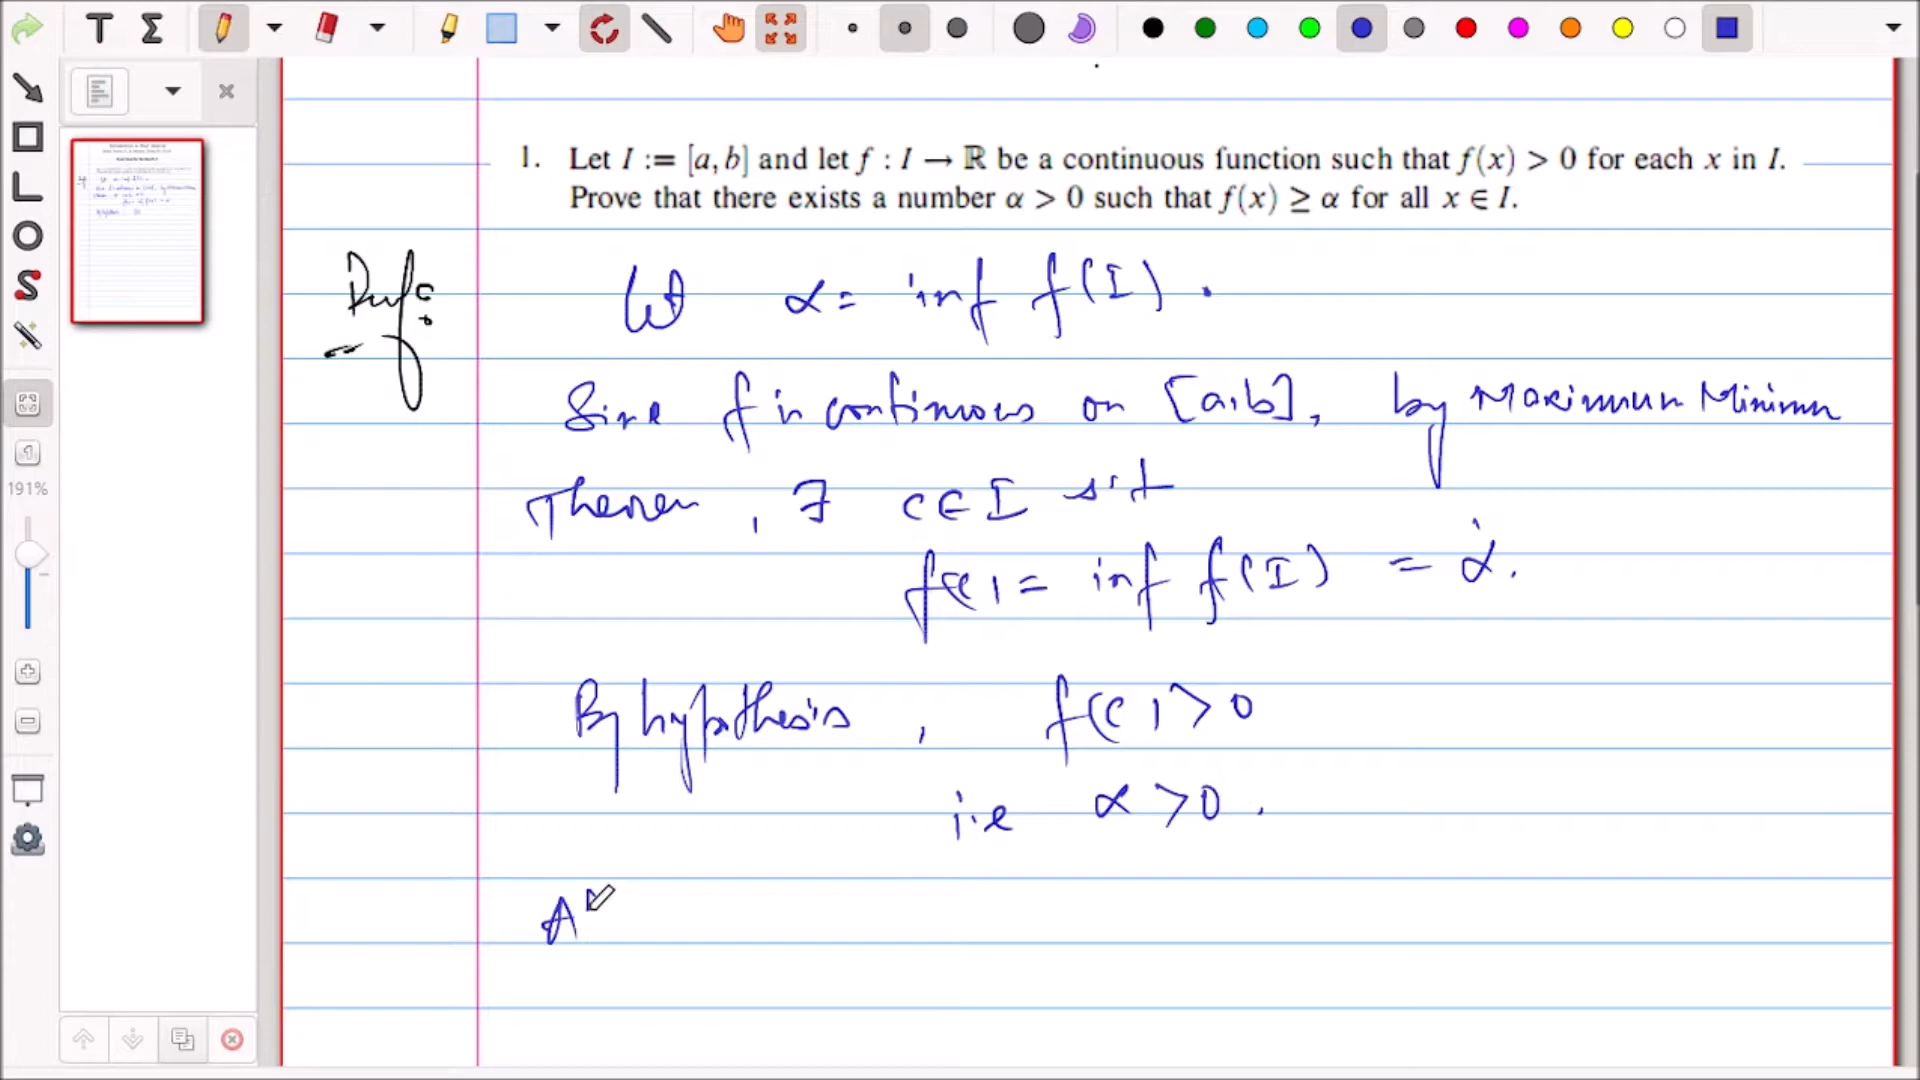 1. Let I := [a, b] and let f : I → ℝ be a continuous function such that f(x) > 0 for each x in I.
Prove that there exists a number α > 0 such that f(x) ≥ α for all x ∈ I.
Let α = inf f(I).
Since f is continuous on [a,b], by Maximum Minimum
Theorem, ∃ c ∈ I s.t
f(c) = inf f(I) = α.
By hypothesis, f(c) > 0
i.e α > 0.
191%